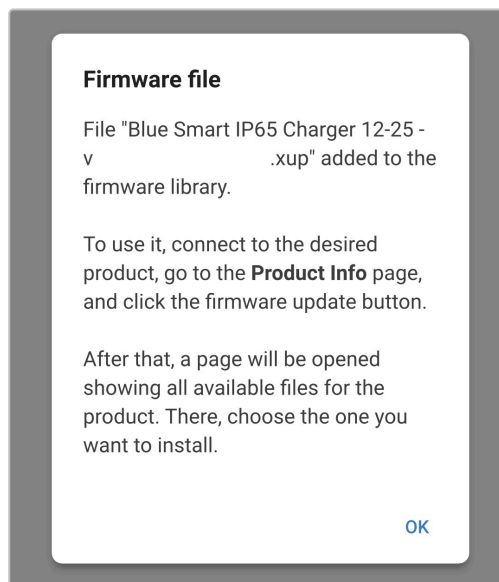 Firmware file
File "Blue Smart IP65 Charger 12-25 -
v .xup" added to the
firmware library.
To use it, connect to the desired
product, go to the Product Info page,
and click the firmware update button.
After that, a page will be opened
showing all available files for the
product. There, choose the one you
want to install.
OK